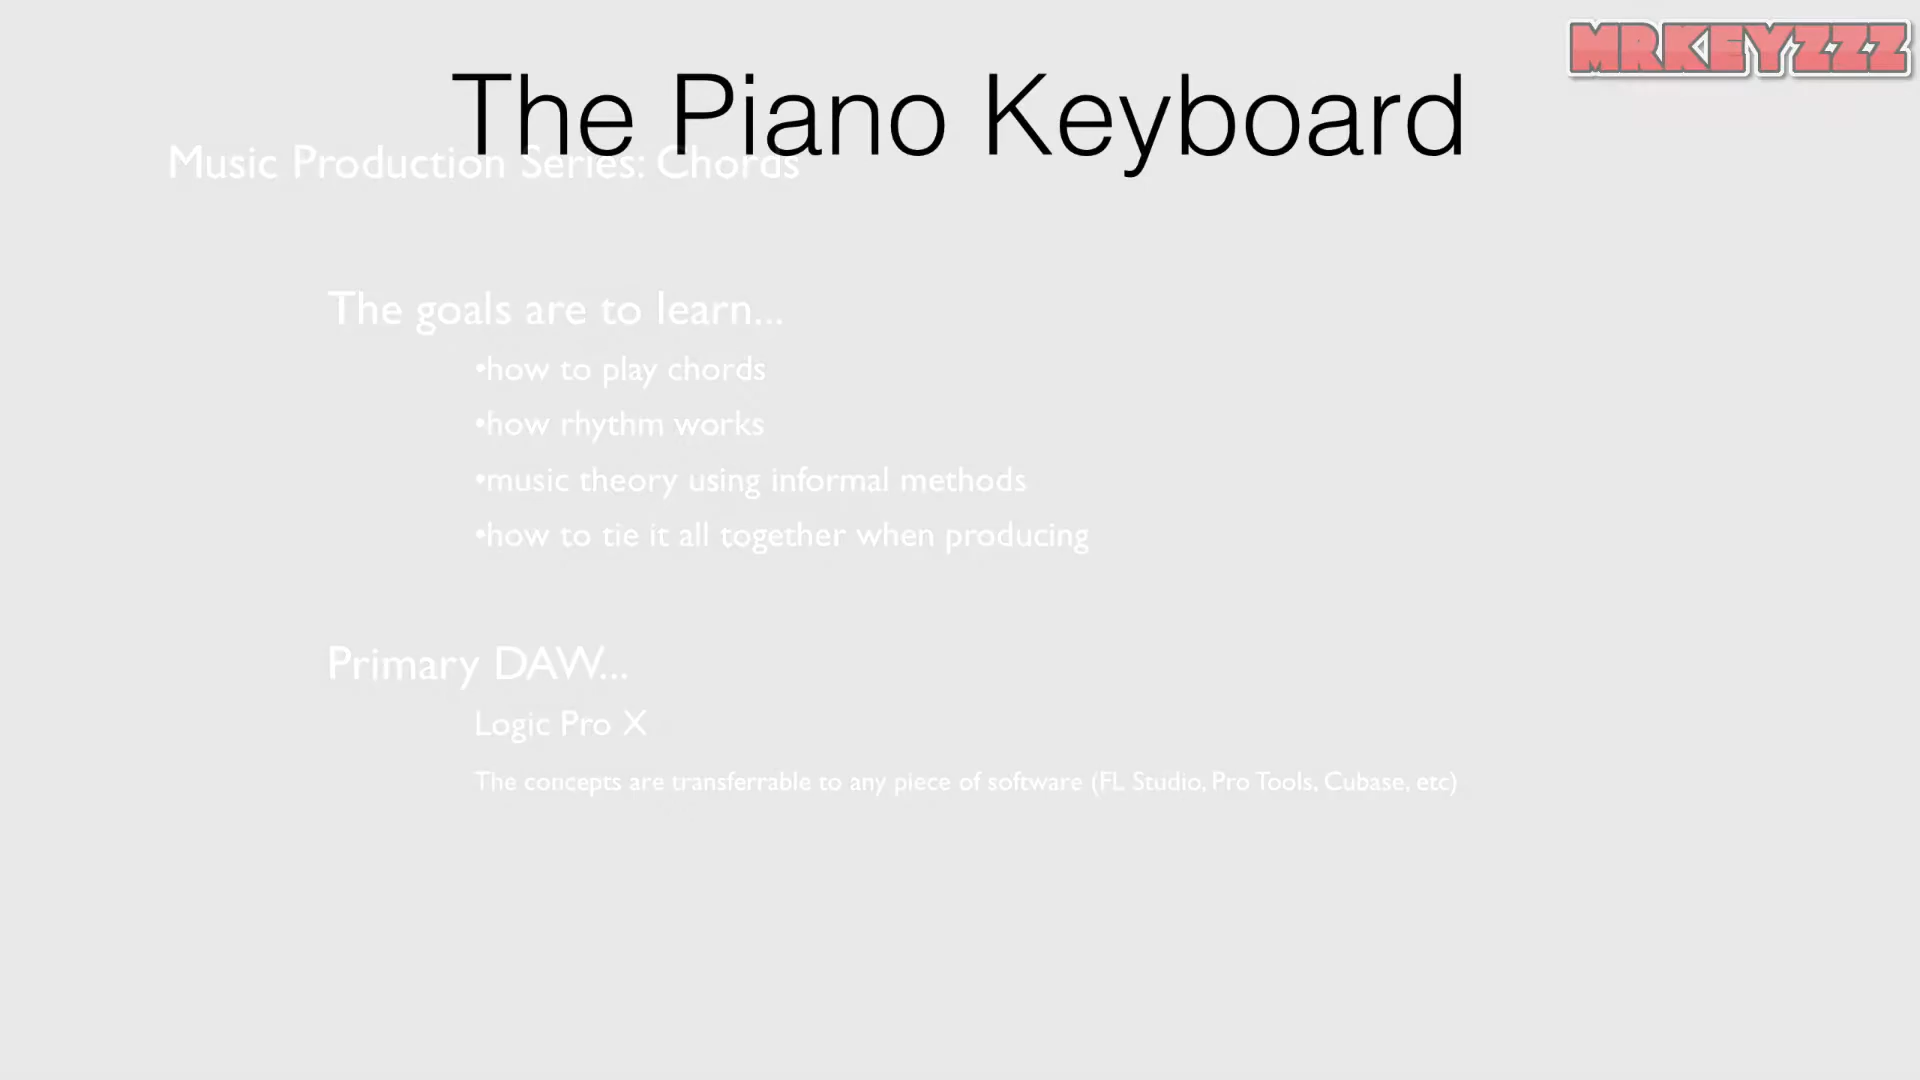 MRKEYZZZ
The Piano Keyboard
Music Production Series: Chords
The goals are to learn...
•how to play chords
•how rhythm works
•music theory using informal methods
•how to tie it all together when producing
Primary DAW...
Logic Pro X
The concepts are transferrable to any piece of software (FL Studio, Pro Tools, Cubase, etc)